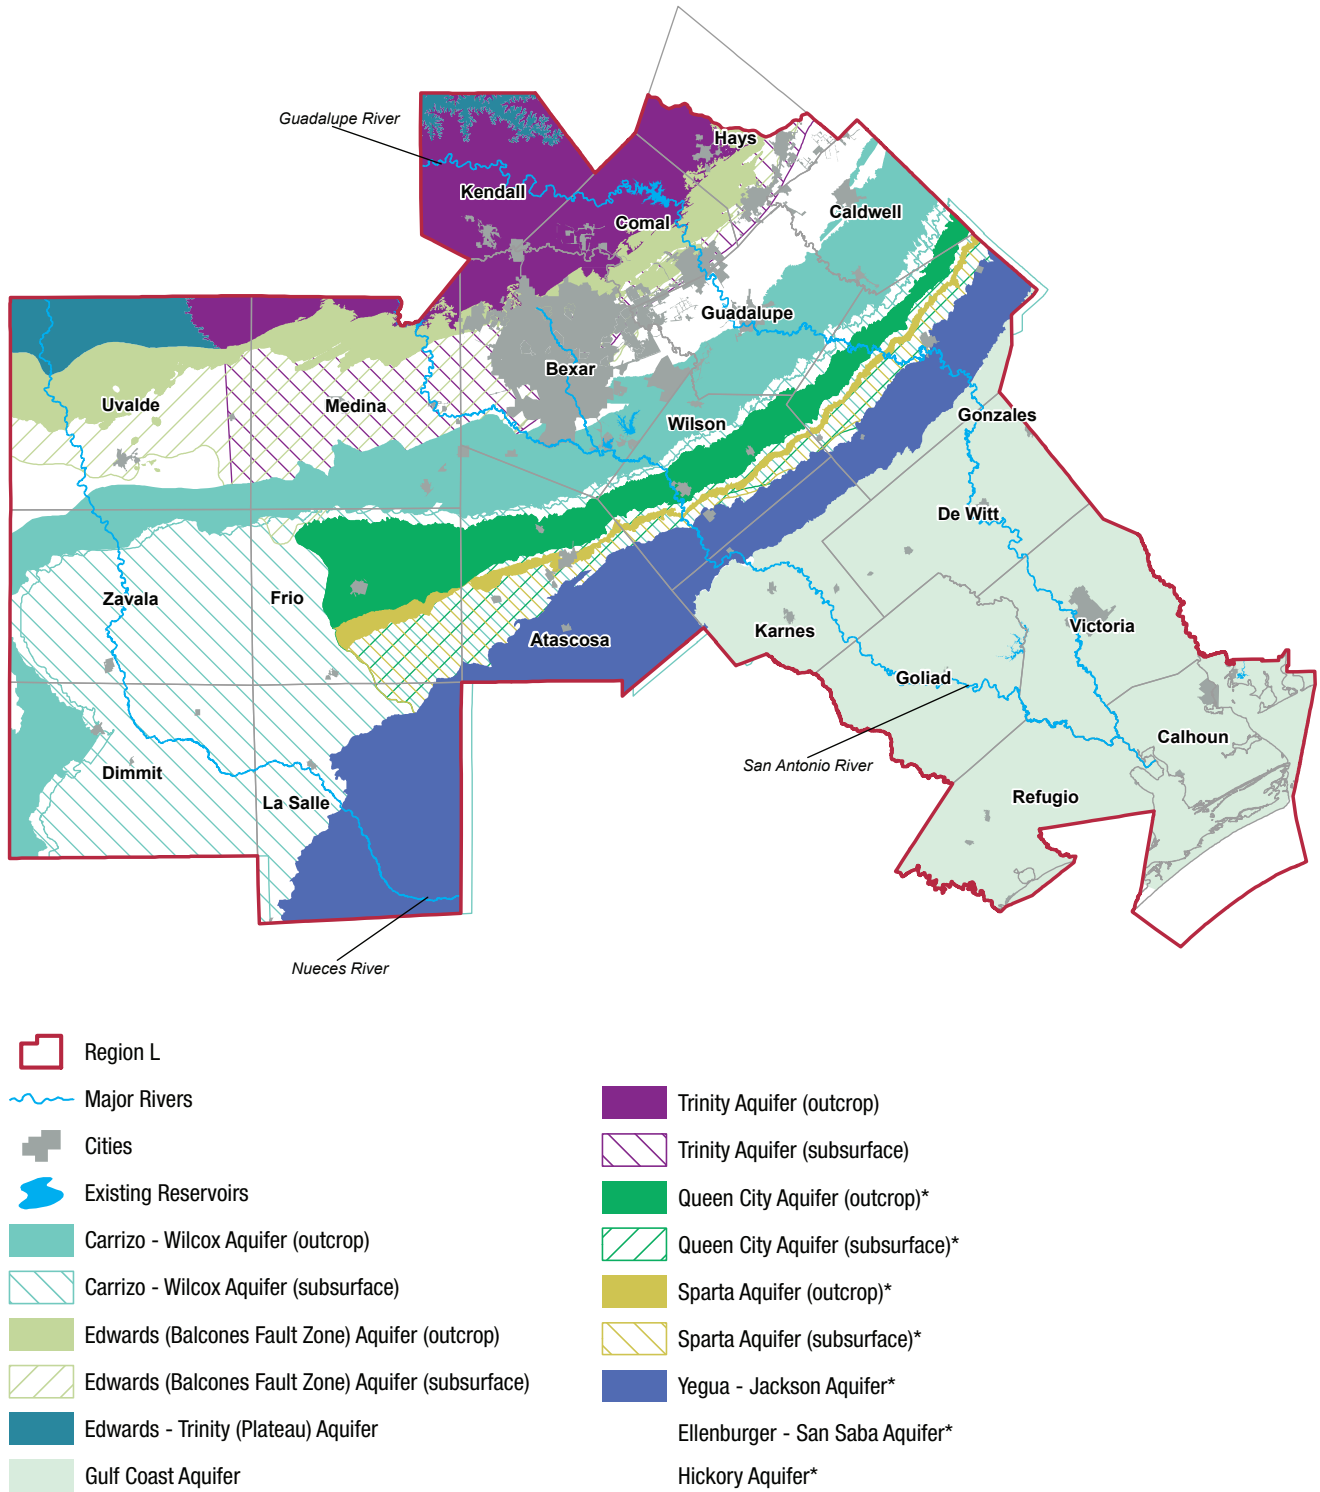 Guadalupe River
Hays
Kendall
Comal
Caldwell
Guadalupe
Bexar
Uvalde
Medina
Gonzales
Wilson
De Witt
Zavala
Frio
Victoria
Karnes
Atascosa
Goliad
Calhoun
San Antonio River
Dimmit
Refugio
La Salle
Nueces River
Region L
Major Rivers
Cities
Existing Reservoirs
Carrizo - Wilcox Aquifer (outcrop)
Carrizo - Wilcox Aquifer (subsurface)
Edwards (Balcones Fault Zone) Aquifer (outcrop)
Edwards (Balcones Fault Zone) Aquifer (subsurface)
Edwards - Trinity (Plateau) Aquifer
Gulf Coast Aquifer
Trinity Aquifer (outcrop)
Trinity Aquifer (subsurface)
Queen City Aquifer (outcrop)*
Queen City Aquifer (subsurface)*
Sparta Aquifer (outcrop)*
Sparta Aquifer (subsurface)*
Yegua - Jackson Aquifer*
Ellenburger - San Saba Aquifer*
Hickory Aquifer*